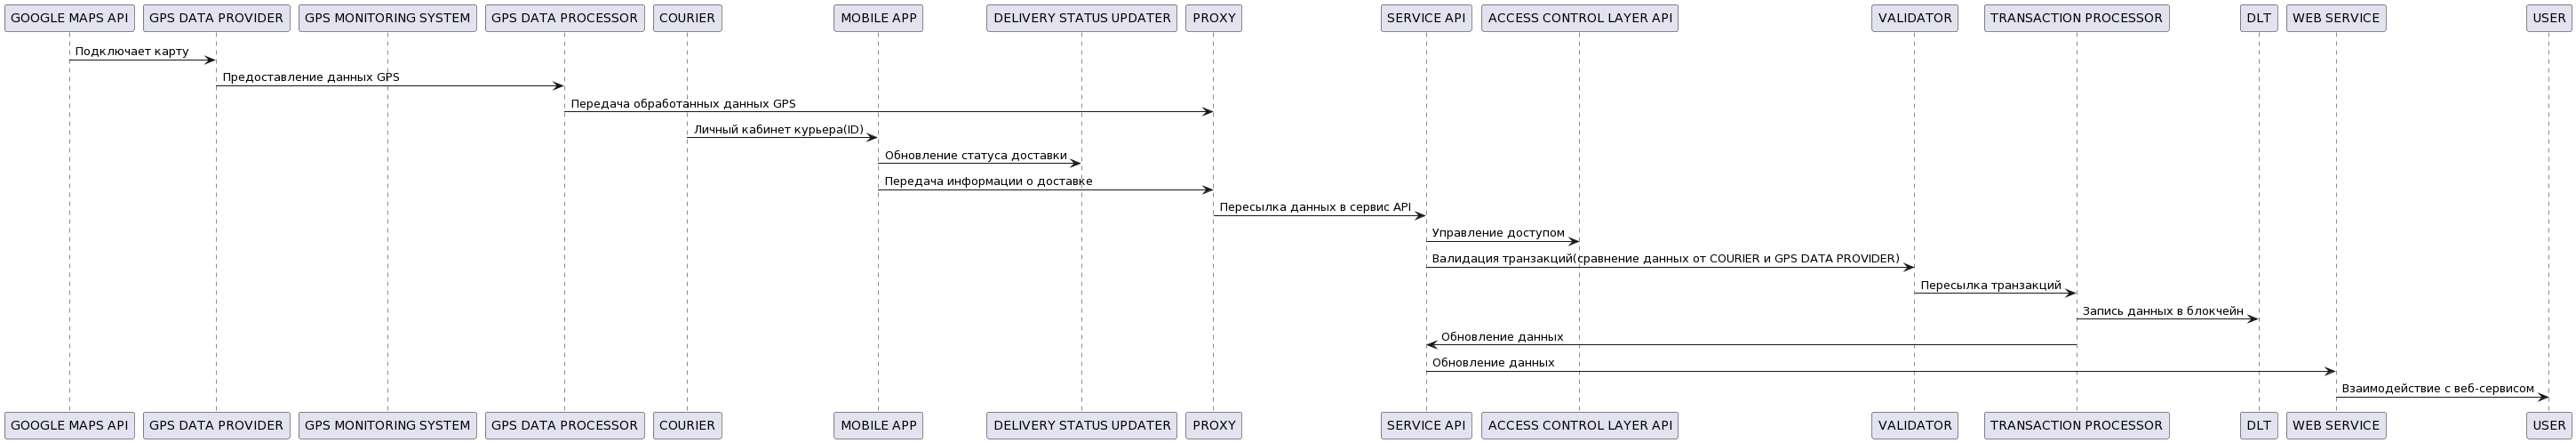 GOOGLE MAPS API GPS DATA PROVIDER GPS MONITORING SYSTEM GPS DATA PROCESSOR COURIER MOBILE APP DELIVERY STATUS UPDATER PROXY SERVICE API ACCESS CONTROL LAYER API VALIDATOR TRANSACTION PROCESSOR DLT WEB SERVICE USER
Подключает карту
Предоставление данных GPS
Передача обработанных данных GPS
Личный кабинет курьера(ID)
Обновление статуса доставки
Передача информации о доставке
Пересылка данных в сервис API
Управление доступом
Валидация транзакций(сравнение данных от COURIER и GPS DATA PROVIDER)
Пересылка транзакций
Запись данных в блокчейн
Обновление данных
Обновление данных
Взаимодействие с веб-сервисом
GOOGLE MAPS API GPS DATA PROVIDER GPS MONITORING SYSTEM GPS DATA PROCESSOR COURIER MOBILE APP DELIVERY STATUS UPDATER PROXY SERVICE API ACCESS CONTROL LAYER API VALIDATOR TRANSACTION PROCESSOR DLT WEB SERVICE USER